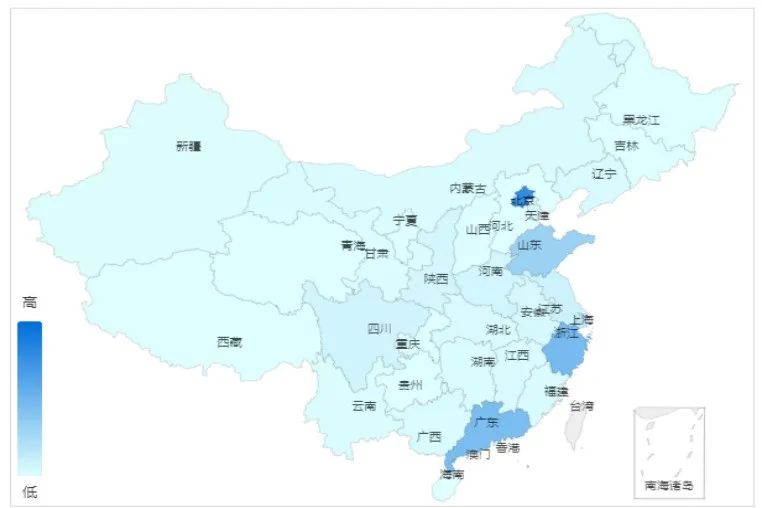 黑龙江
新疆
吉林
辽宁
内蒙古
北京
宁夏
天津
山西
河北
青海
甘肃
山东
陕西
河南
高
安徽
江苏
上海
四川
湖北
浙江
西藏
重庆
湖南
江西
贵州
福建
云南
台湾
广东
广西
香港
澳门
海南
南海诸岛
低